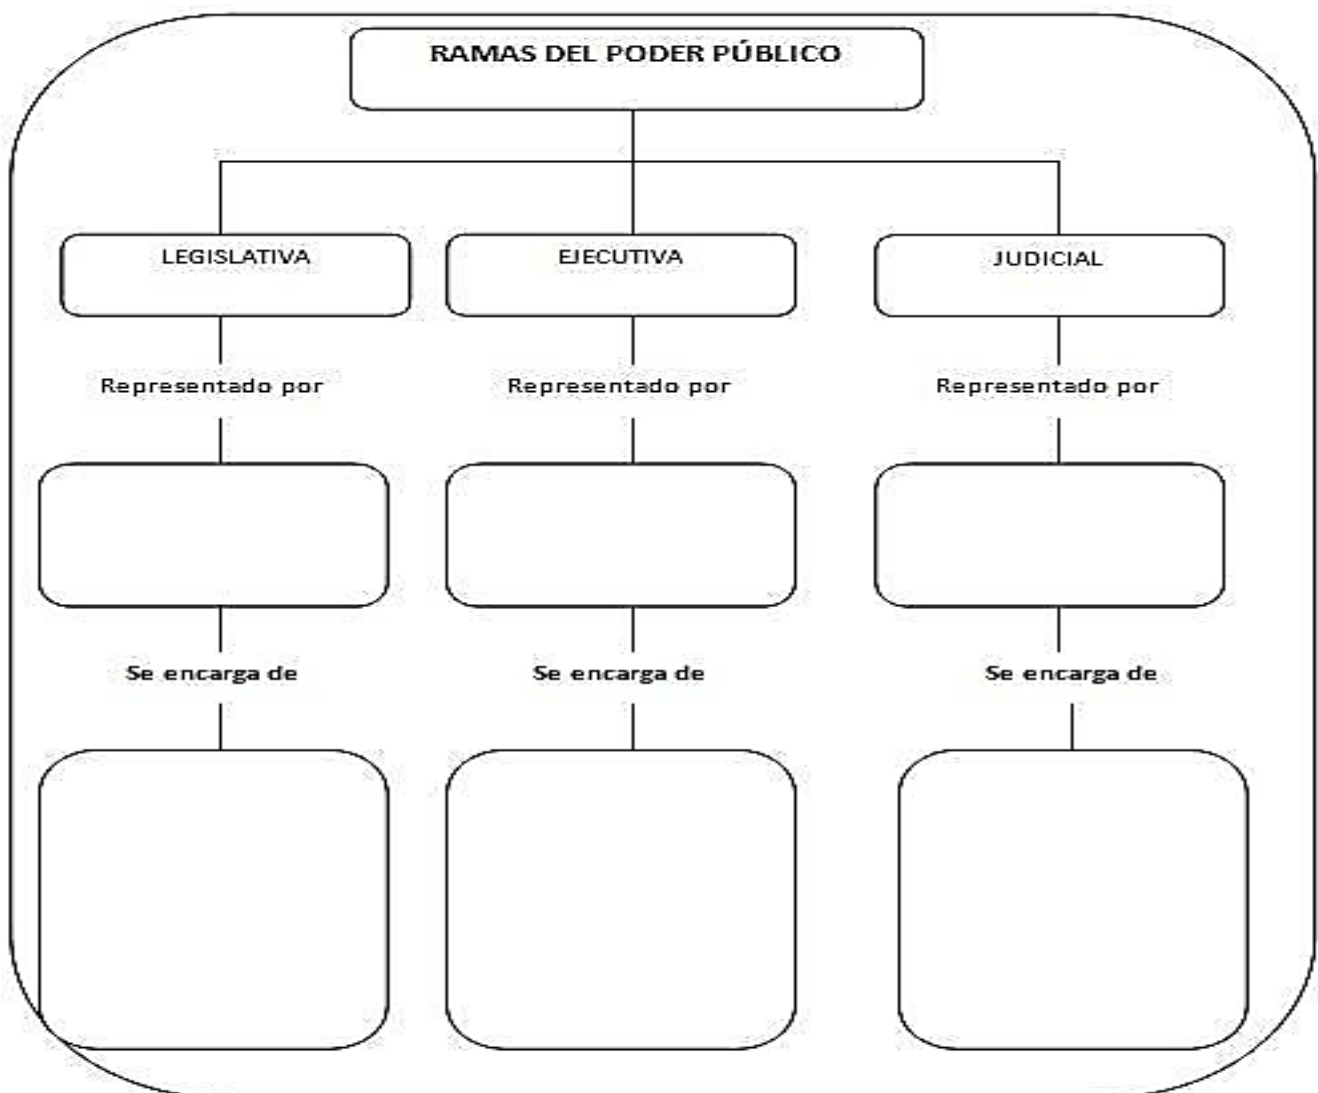 RAMAS DEL PODER PÚBLICO
LEGISLATIVA
EJECUTIVA
JUDICIAL
Representado por
Representado por
Representado por
Se encarga de
Se encarga de
Se encarga de